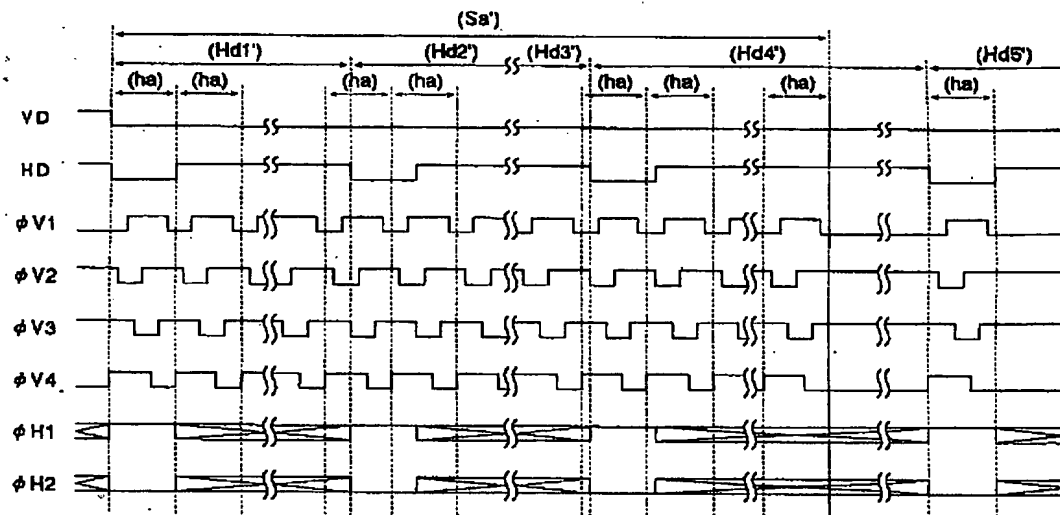 (Sa')
(Hd1') (Hd2') (Hd3') (Hd4') (Hd5')
(ha) (ha) (ha) (ha) (ha) (ha) (ha) (ha)
VD
HD
φV1
φV2
φV3
φV4
φH1
φH2